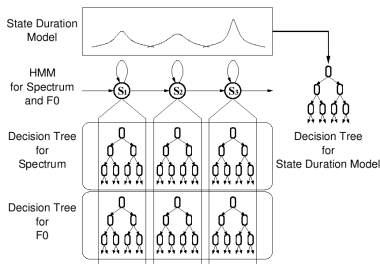 State Duration
Model
HMM
for Spectrum
and F0
S1
S2
S3
Decision Tree
for
State Duration Model
Decision Tree
for
Spectrum
Decision Tree
for
F0